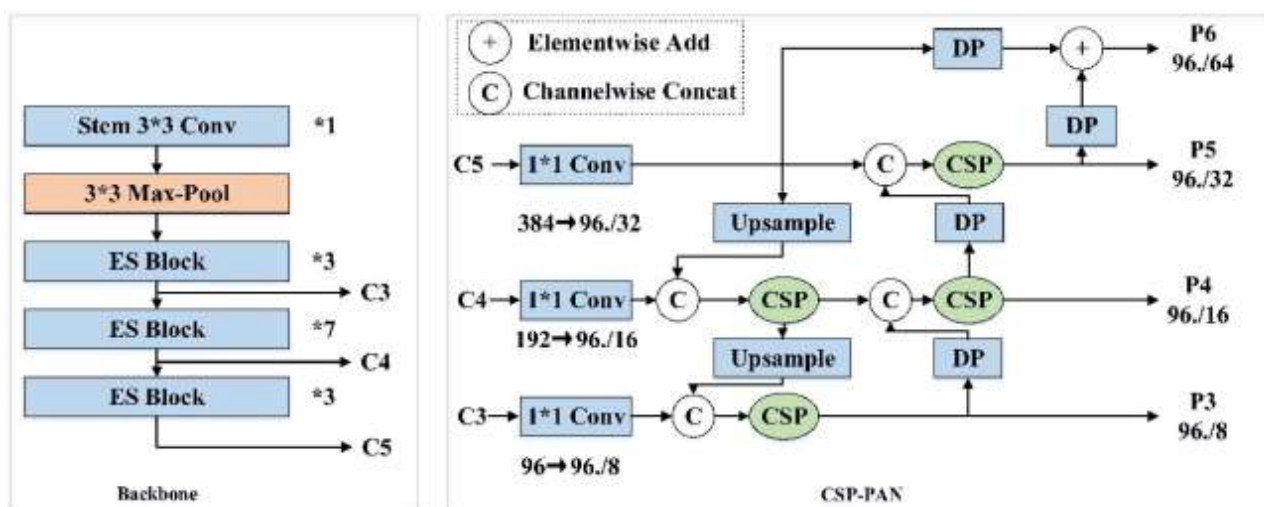 Stem 3*3 Conv *1
3*3 Max-Pool
ES Block *3
C3
ES Block *7
C4
ES Block *3
C5
Backbone
+ Elementwise Add
C Channelwise Concat
DP
+
P6
96./64
DP
C5
1*1 Conv
C
CSP
P5
96./32
384→96./32
Upsample
DP
C4
1*1 Conv
C
CSP
C
CSP
P4
96./16
192→96./16
Upsample
DP
C3
1*1 Conv
C
CSP
P3
96./8
96→96./8
CSP-PAN